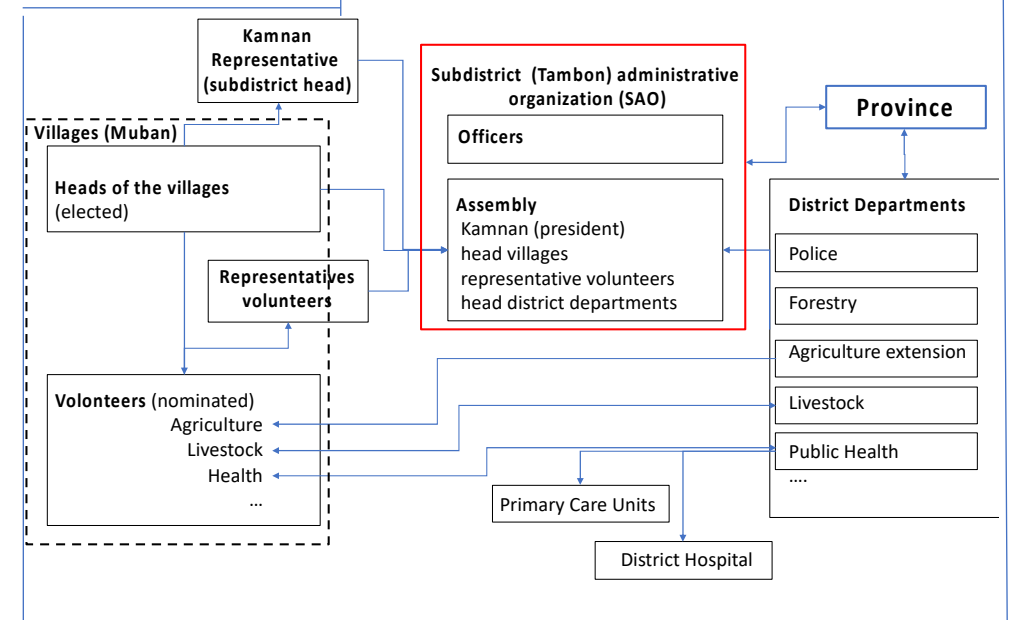 Kamnan
Representative
(subdistrict head)
Subdistrict (Tambon) administrative
organization (SAO)
Officers
Assembly
Kamnan (president)
head villages
representative volunteers
head district departments
Province
Villages (Muban)
Heads of the villages
(elected)
Representatives
volunteers
Volonteers (nominated)
Agriculture
Livestock
Health
...
District Departments
Police
Forestry
Agriculture extension
Livestock
Public Health
....
Primary Care Units
District Hospital